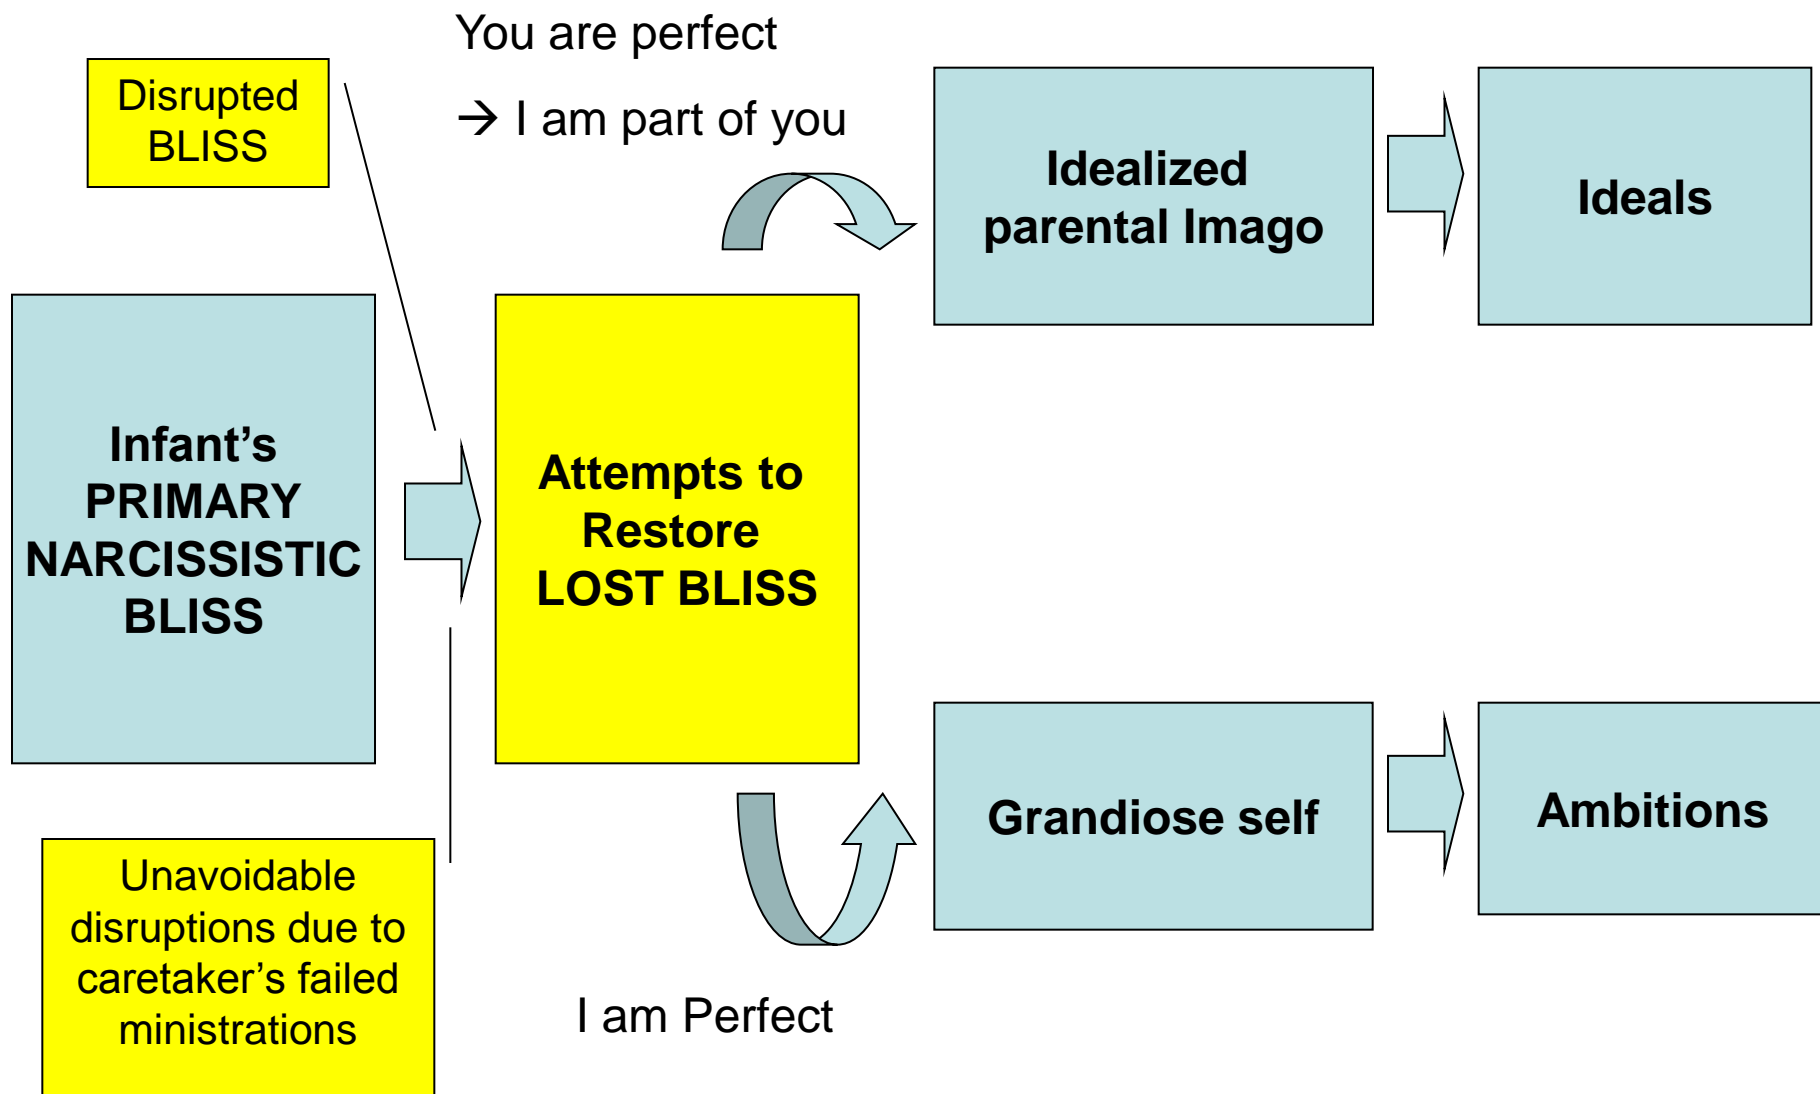 You are perfect
→ I am part of you
Disrupted
BLISS
Idealized
parental Imago
Ideals
Infant’s
PRIMARY
NARCISSISTIC
BLISS
Attempts to
Restore
LOST BLISS
Grandiose self
Ambitions
Unavoidable
disruptions due to
caretaker’s failed
ministrations
I am Perfect